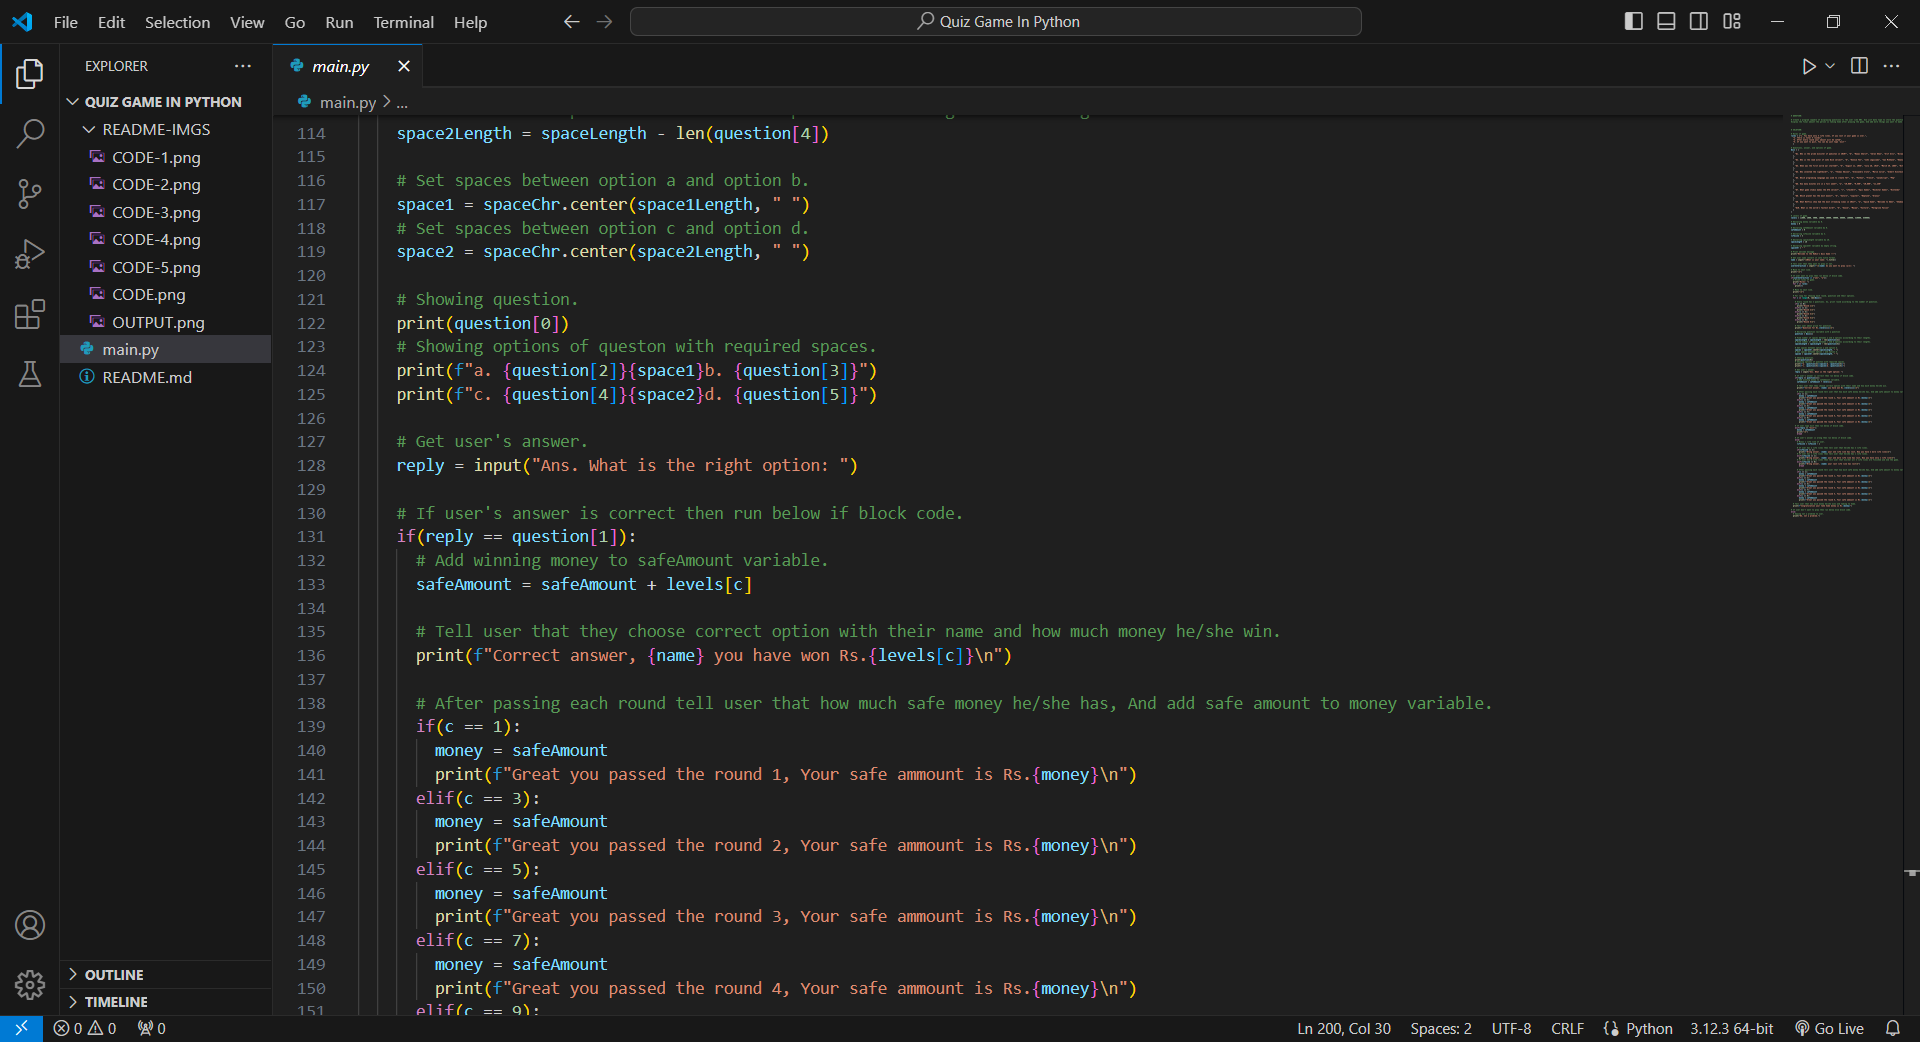 File Edit Selection View Go Run Terminal Help
Quiz Game In Python
EXPLORER
QUIZ GAME IN PYTHON
README-IMGS
CODE-1.png
CODE-2.png
CODE-3.png
CODE-4.png
CODE-5.png
CODE.png
OUTPUT.png
main.py
README.md
OUTLINE
TIMELINE
main.py
main.py > ...
114 space2Length = spaceLength - len(question[4])
115
116 # Set spaces between option a and option b.
117 space1 = spaceChr.center(space1Length, " ")
118 # Set spaces between option c and option d.
119 space2 = spaceChr.center(space2Length, " ")
120
121 # Showing question.
122 print(question[0])
123 # Showing options of queston with required spaces.
124 print(f"a. {question[2]}{space1}b. {question[3]}")
125 print(f"c. {question[4]}{space2}d. {question[5]}")
126
127 # Get user's answer.
128 reply = input("Ans. What is the right option: ")
129
130 # If user's answer is correct then run below if block code.
131 if(reply == question[1]):
132 # Add winning money to safeAmount variable.
133 safeAmount = safeAmount + levels[c]
134
135 # Tell user that they choose correct option with their name and how much money he/she win.
136 print(f"Correct answer, {name} you have won Rs.{levels[c]}\n")
137
138 # After passing each round tell user that how much safe money he/she has, And add safe amount to money variable.
139 if(c == 1):
140 money = safeAmount
141 print(f"Great you passed the round 1, Your safe ammount is Rs.{money}\n")
142 elif(c == 3):
143 money = safeAmount
144 print(f"Great you passed the round 2, Your safe ammount is Rs.{money}\n")
145 elif(c == 5):
146 money = safeAmount
147 print(f"Great you passed the round 3, Your safe ammount is Rs.{money}\n")
148 elif(c == 7):
149 money = safeAmount
150 print(f"Great you passed the round 4, Your safe ammount is Rs.{money}\n")
151 elif(c == 9):
0 0 0 Ln 200, Col 30 Spaces: 2 UTF-8 CRLF Python 3.12.3 64-bit Go Live